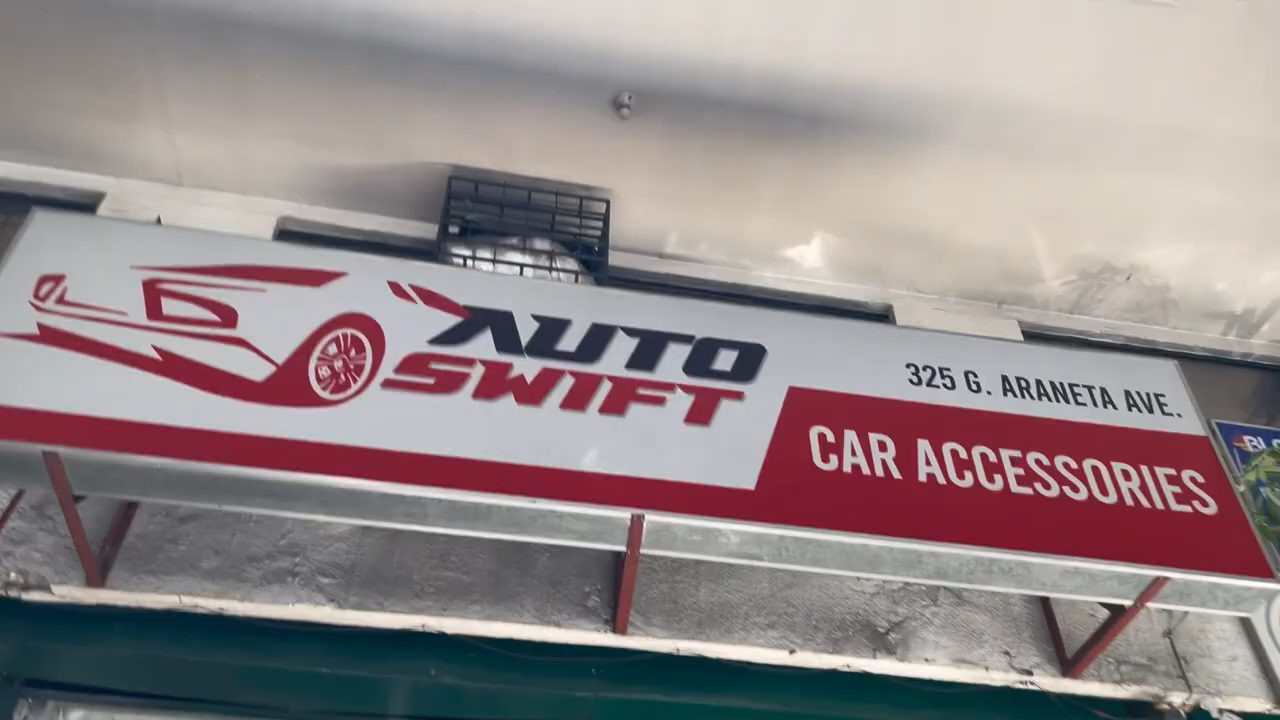 AUTO
SWIFT
325 G. ARANETA AVE.
CAR ACCESSORIES